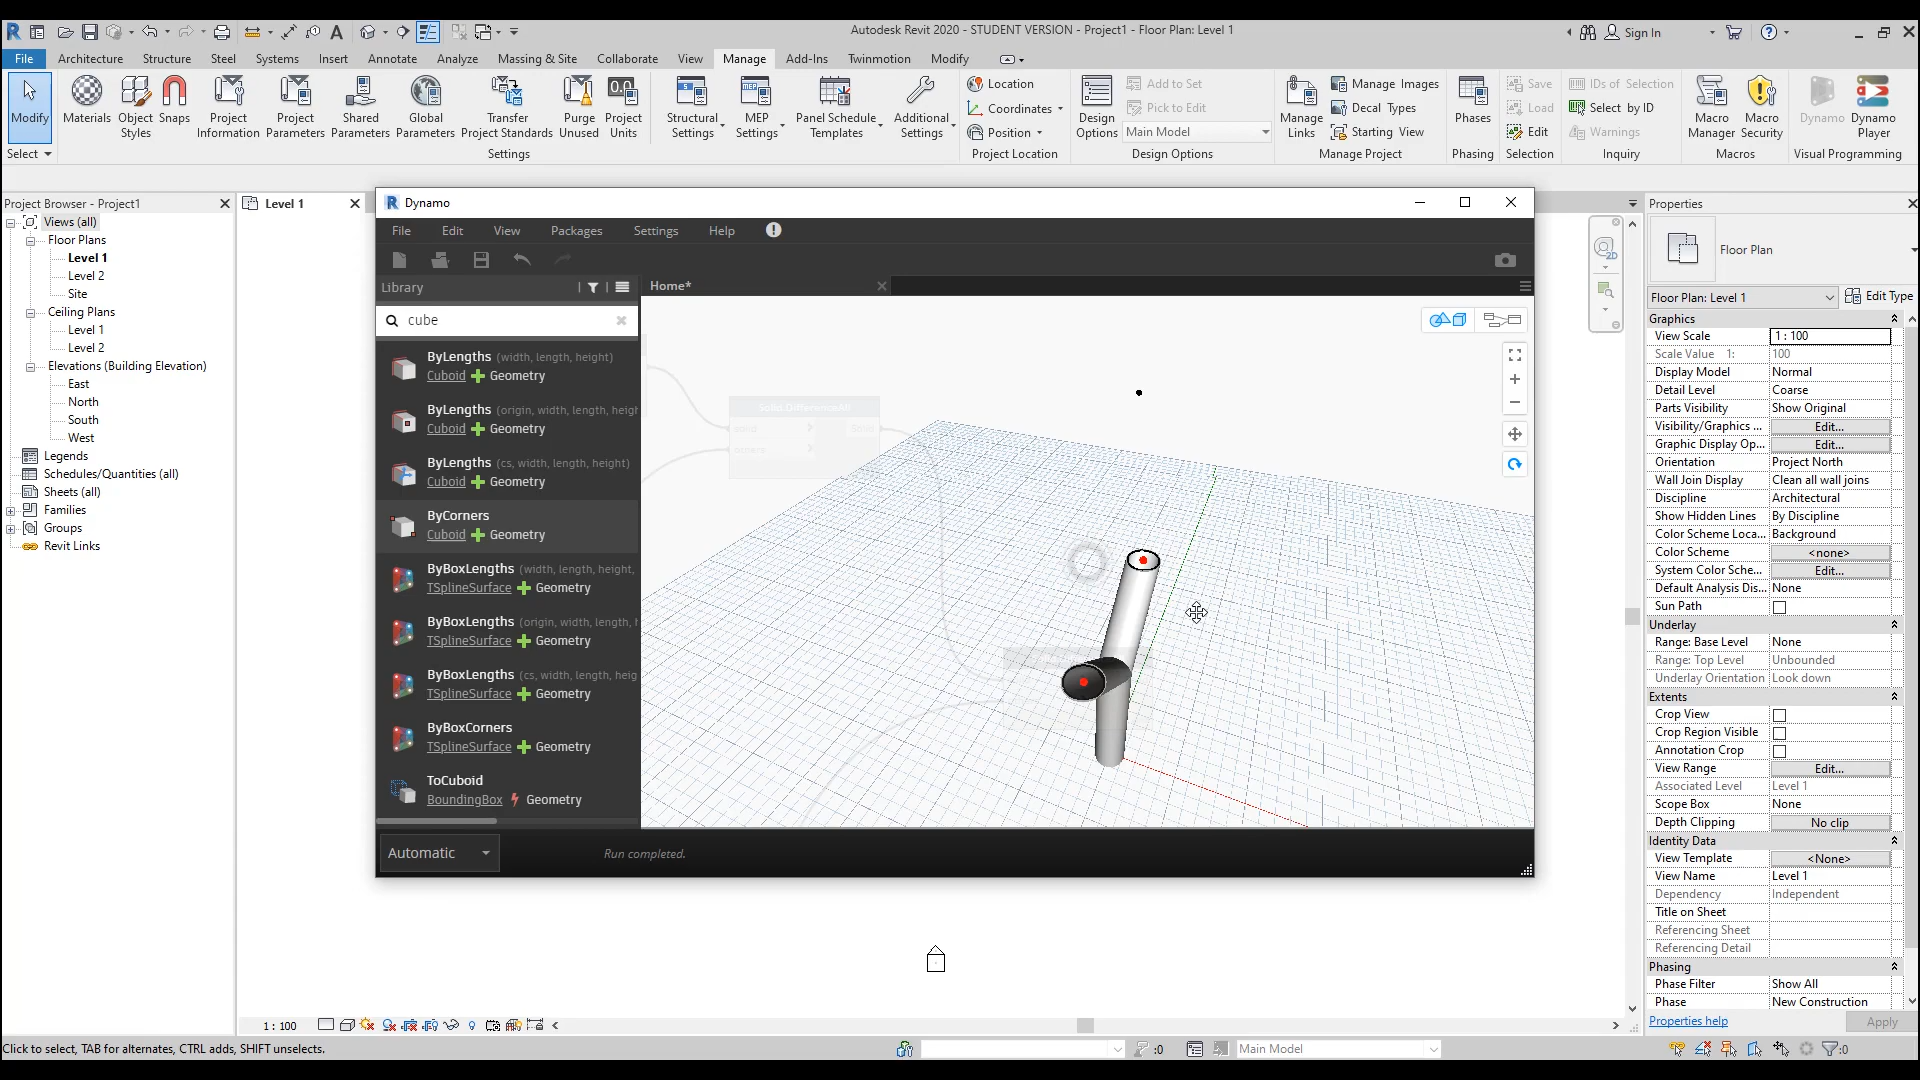 Autodesk Revit 2020 - STUDENT VERSION - Project1 - Floor Plan: Level 1
Sign In
File Architecture Structure Steel Systems Insert Annotate Analyze Massing & Site Collaborate View Manage Add-Ins Twinmotion Modify
Modify
Materials
Object Styles
Snaps
Project Information
Project Parameters
Shared Parameters
Global Parameters
Transfer Project Standards
Purge Unused
Project Units
Structural Settings
MEP Settings
Panel Schedule Templates
Additional Settings
Location
Coordinates
Position
Design Options
Add to Set
Pick to Edit
Main Model
Manage Links
Manage Images
Decal Types
Starting View
Phases
Save
Load
Edit
IDs of Selection
Select by ID
Warnings
Macro Manager
Macro Security
Dynamo
Dynamo Player
Select
Settings
Project Location
Design Options
Manage Project
Phasing
Selection
Inquiry
Macros
Visual Programming
Project Browser - Project1
Views (all)
Floor Plans
Level 1
Level 2
Site
Ceiling Plans
Level 1
Level 2
Elevations (Building Elevation)
East
North
South
West
Legends
Schedules/Quantities (all)
Sheets (all)
Families
Groups
Revit Links
Level 1
Dynamo
File Edit View Packages Settings Help
Library
Home*
cube
ByLengths (width, length, height)
Cuboid Geometry
ByLengths (origin, width, length, heigh
Cuboid Geometry
ByLengths (cs, width, length, height)
Cuboid Geometry
ByCorners
Cuboid Geometry
ByBoxLengths (width, length, height,
TSplineSurface Geometry
ByBoxLengths (origin, width, length,
TSplineSurface Geometry
ByBoxLengths (cs, width, length, heig
TSplineSurface Geometry
ByBoxCorners
TSplineSurface Geometry
ToCuboid
BoundingBox Geometry
Solid.DifferenceAll
Automatic
Run completed.
Properties
Floor Plan
Floor Plan: Level 1
Edit Type
Graphics
View Scale 1 : 100
Scale Value 1: 100
Display Model Normal
Detail Level Coarse
Parts Visibility Show Original
Visibility/Graphics ... Edit...
Graphic Display Op... Edit...
Orientation Project North
Wall Join Display Clean all wall joins
Discipline Architectural
Show Hidden Lines By Discipline
Color Scheme Loca... Background
Color Scheme <none>
System Color Sche... Edit...
Default Analysis Dis... None
Sun Path
Underlay
Range: Base Level None
Range: Top Level Unbounded
Underlay Orientation Look down
Extents
Crop View
Crop Region Visible
Annotation Crop
View Range Edit...
Associated Level Level 1
Scope Box None
Depth Clipping No clip
Identity Data
View Template <None>
View Name Level 1
Dependency Independent
Title on Sheet
Referencing Sheet
Referencing Detail
Phasing
Phase Filter Show All
Phase New Construction
Properties help
Apply
1 : 100
Click to select, TAB for alternates, CTRL adds, SHIFT unselects.
:0
Main Model
:0